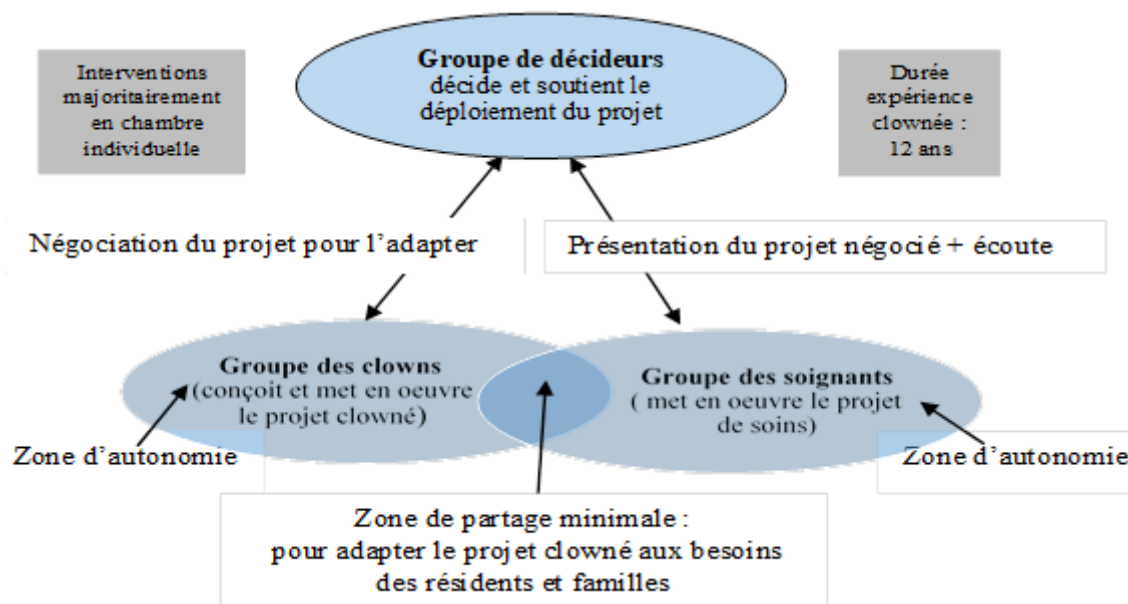 Groupe de décideurs
décide et soutient le
déploiement du projet
Interventions
majoritairement
en chambre
individuelle
Durée
expérience
clownée :
12 ans
Négociation du projet pour l'adapter
Présentation du projet négocié + écoute
Groupe des clowns
(conçoit et met en oeuvre
le projet clowné)
Groupe des soignants
( met en oeuvre le projet
de soins)
Zone d'autonomie
Zone d'autonomie
Zone de partage minimale :
pour adapter le projet clowné aux besoins
des résidents et familles